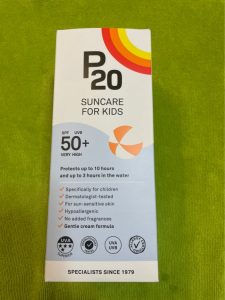 P
20
SUNCARE
FOR KIDS
SPF UVB
50+
VERY HIGH
Protects up to 10 hours
and up to 3 hours in the water
✓ Specifically for children
✓ Dermatologist-tested
✓ For sun-sensitive skin
✓ Hypoallergenic
✓ No added fragrances
✓ Gentle cream formula
UVA
UVA
UVB
SPECIALISTS SINCE 1979